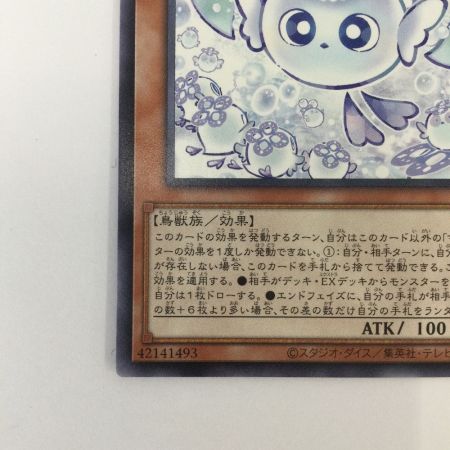 【鳥獣族／効果】
このカードの効果を発動するターン、自分はこのカード以外の「マ
ターの効果を1度しか発動できない。①：自分・相手ターンに、自分
が存在しない場合、このカードを手札から捨てて発動できる。こ
効果を適用する。●相手がデッキ・EXデッキからモンスターを
自分は1枚ドローする。●エンドフェイズに、自分の手札が相手
の数＋6枚より多い場合、その差の数だけ自分の手札をランダ
ATK/ 100
42141493
©スタジオ・ダイス/集英社・テレビ